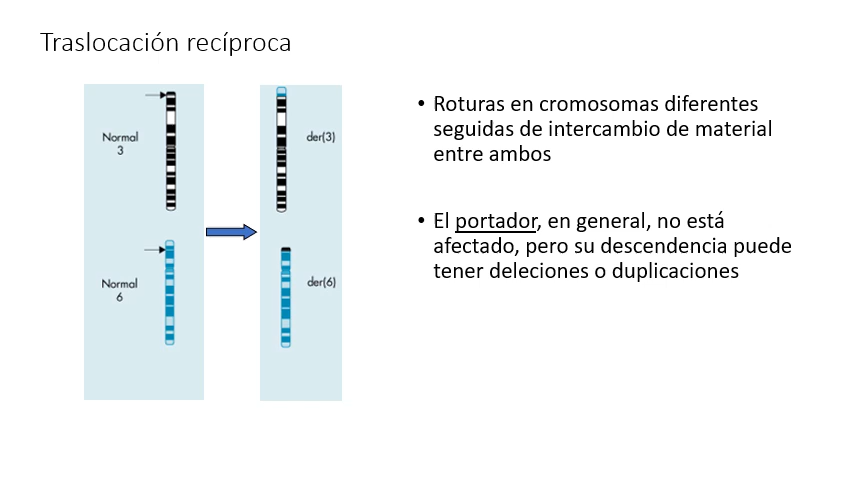 Traslocación recíproca
Normal
3
der(3)
Normal
6
der(6)
• Roturas en cromosomas diferentes
seguidas de intercambio de material
entre ambos
• El portador, en general, no está
afectado, pero su descendencia puede
tener deleciones o duplicaciones